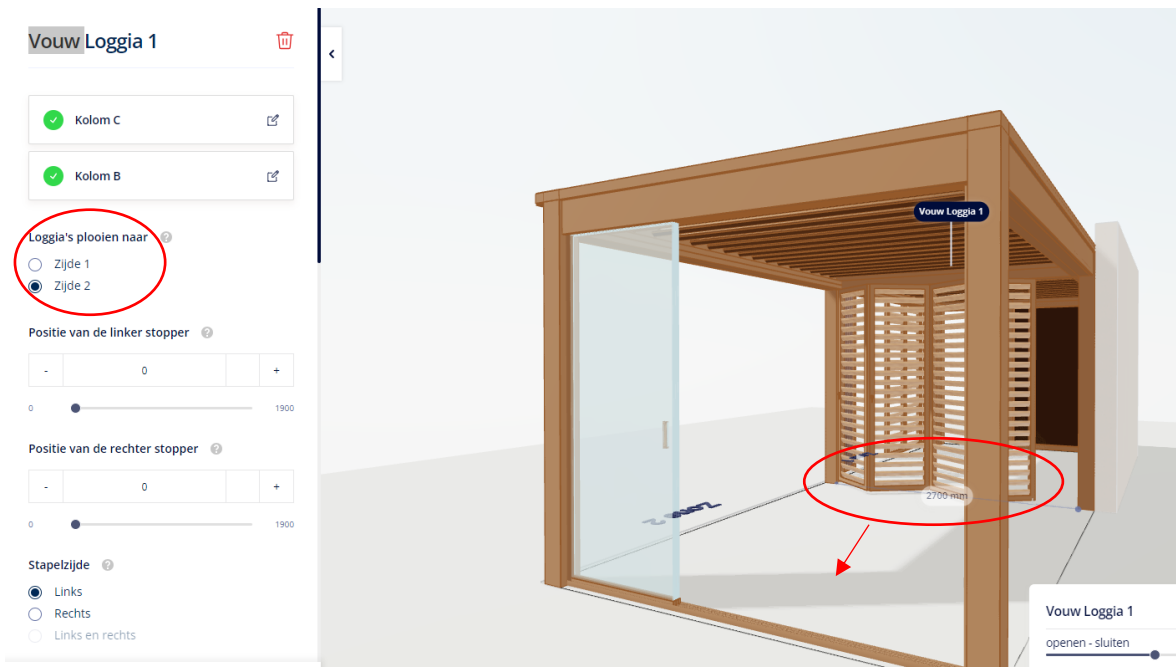 Vouw Loggia 1
Kolom C
Kolom B
Loggia's plooien naar ?
Zijde 1
Zijde 2
Positie van de linker stopper ?
- 0 +
0 1900
Positie van de rechter stopper ?
- 0 +
0 1900
Stapelzijde ?
Links
Rechts
Links en rechts
Vouw Loggia 1
2700 mm
Vouw Loggia 1
openen - sluiten